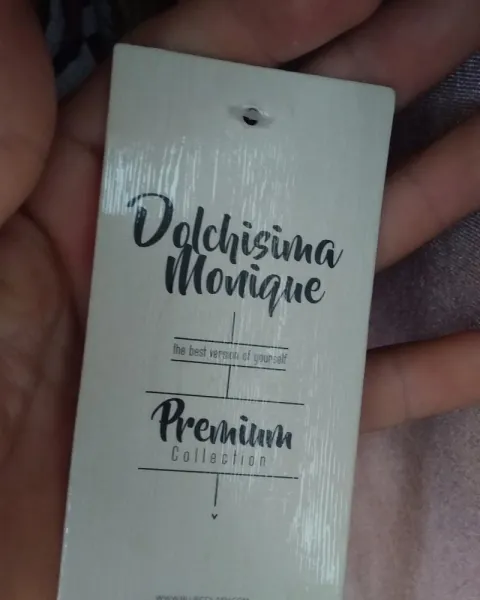 Dolchisima
Monique
The best version of yourself
Premium
Collection